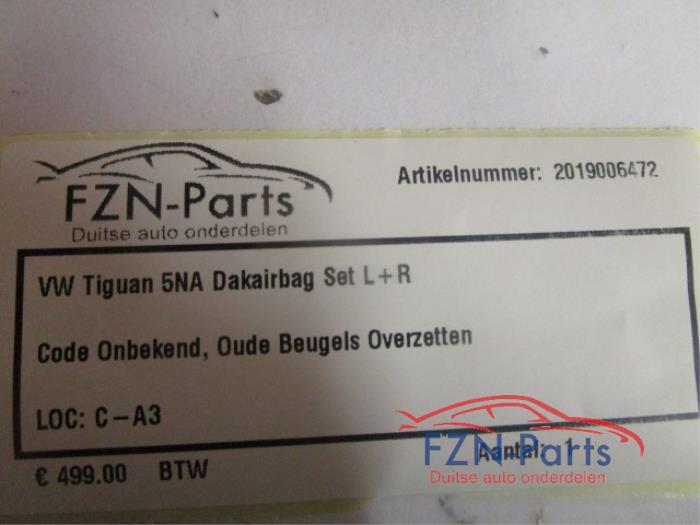 FZN-Parts
Duitse auto onderdelen
Artikelnummer: 2019006472
VW Tiguan 5NA Dakairbag Set L+R
Code Onbekend, Oude Beugels Overzetten
LOC: C-A3
Aantal: 1
€ 499.00 BTW
FZN-Parts
Duitse auto onderdelen